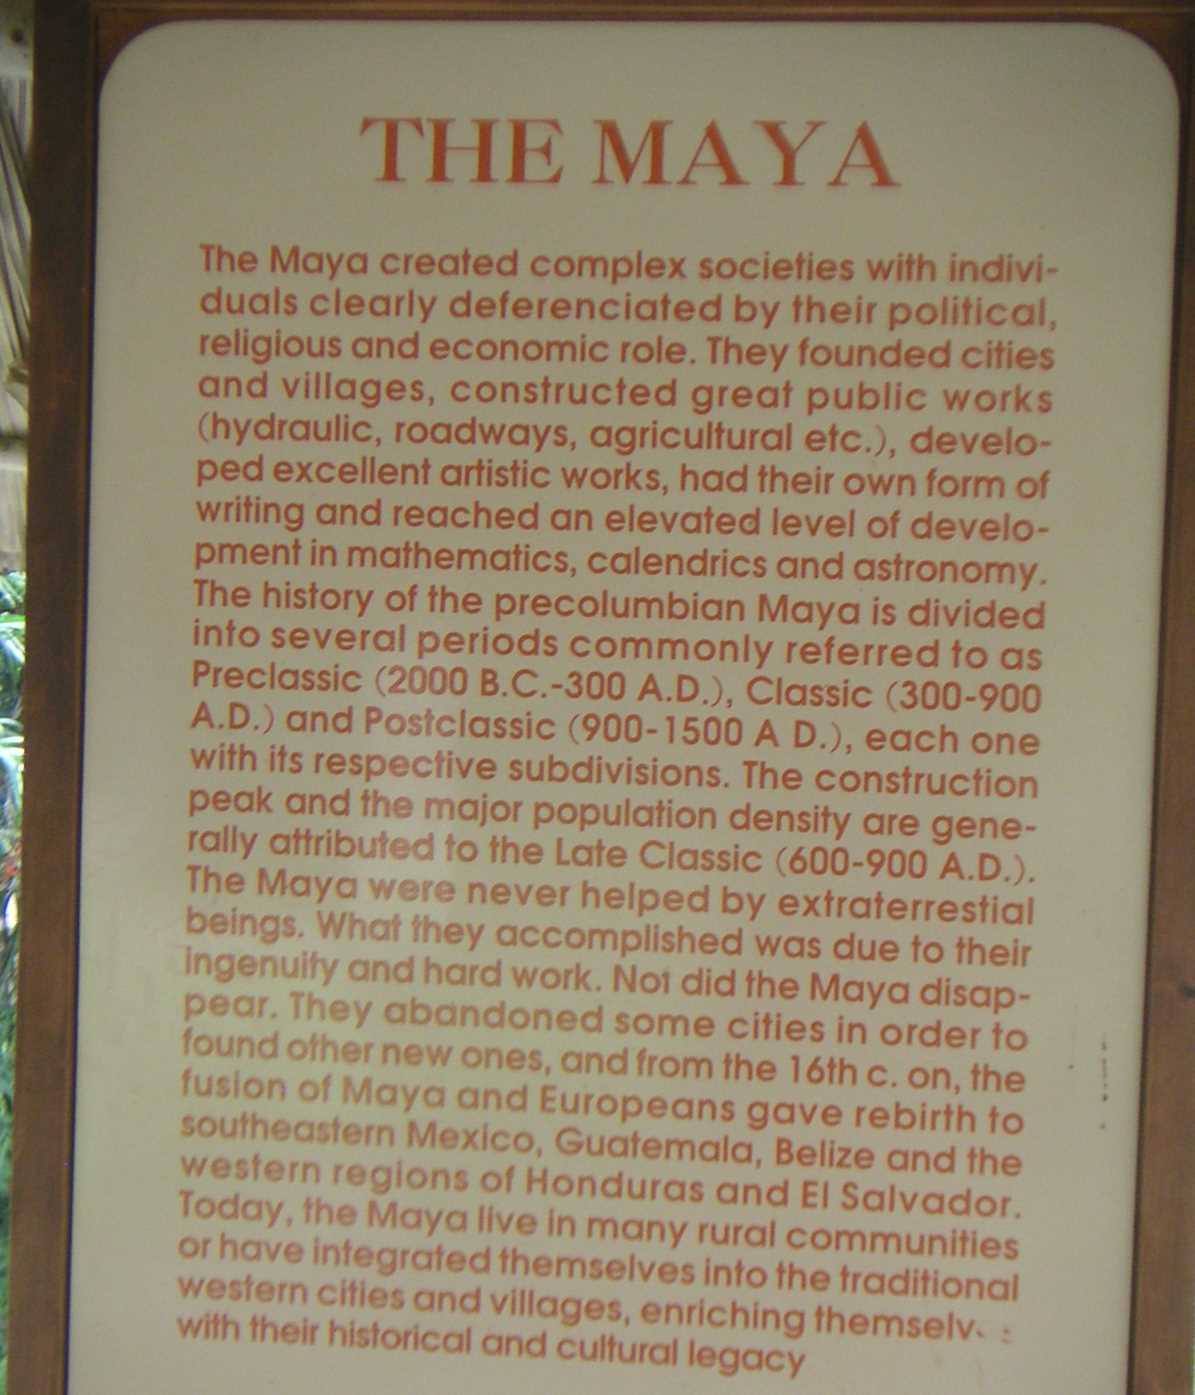 THE MAYA
The Maya created complex societies with indivi-
duals clearly deferenciated by their political,
religious and economic role. They founded cities
and villages, constructed great public works
(hydraulic, roadways, agricultural etc.), develo-
ped excellent artistic works, had their own form of
writing and reached an elevated level of develo-
pment in mathematics, calendrics and astronomy.
The history of the precolumbian Maya is divided
into several periods commonly referred to as
Preclassic (2000 B.C.-300 A.D.), Classic (300-900
A.D.) and Postclassic (900-1500 A D.), each one
with its respective subdivisions. The construction
peak and the major population density are gene-
rally attributed to the Late Classic (600-900 A.D.).
The Maya were never helped by extraterrestial
beings. What they accomplished was due to their
ingenuity and hard work. Not did the Maya disap-
pear. They abandoned some cities in order to
found other new ones, and from the 16th c. on, the
fusion of Maya and Europeans gave rebirth to
southeastern Mexico, Guatemala, Belize and the
western regions of Honduras and El Salvador.
Today, the Maya live in many rural communities
or have integrated themselves into the traditional
western cities and villages, enriching
with their historical and cultural legacy